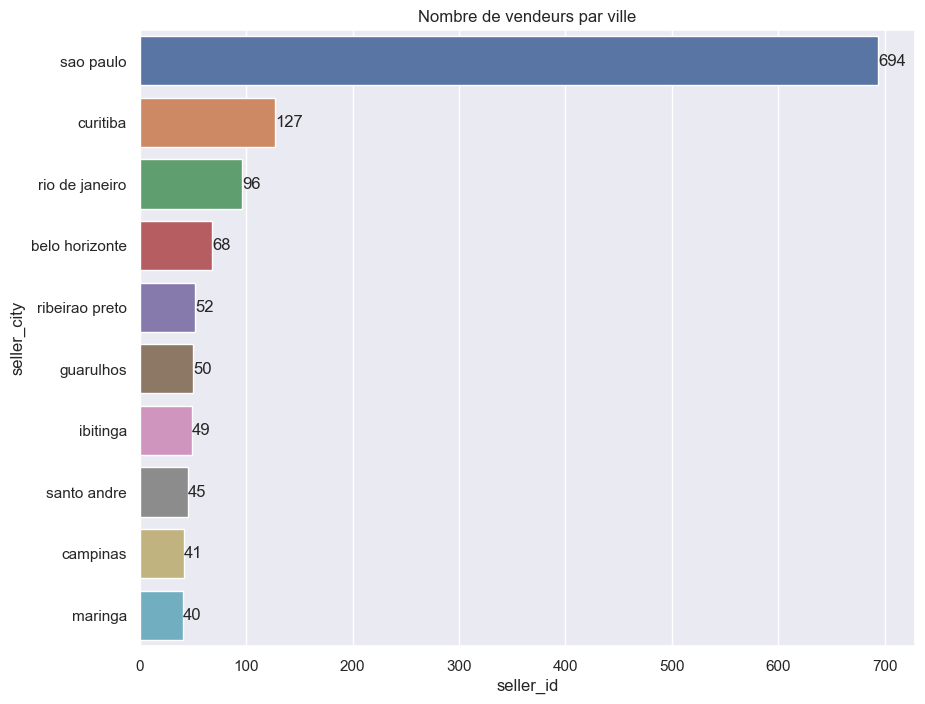 Nombre de vendeurs par ville
sao paulo 694
curitiba 127
rio de janeiro 96
belo horizonte 68
ribeirao preto 52
guarulhos 50
ibitinga 49
santo andre 45
campinas 41
maringa 40
seller_city
0 100 200 300 400 500 600 700
seller_id